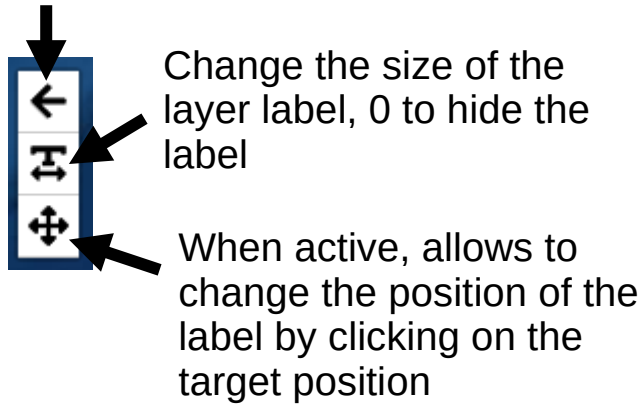 Change the size of the
layer label, 0 to hide the
label
When active, allows to
change the position of the
label by clicking on the
target position